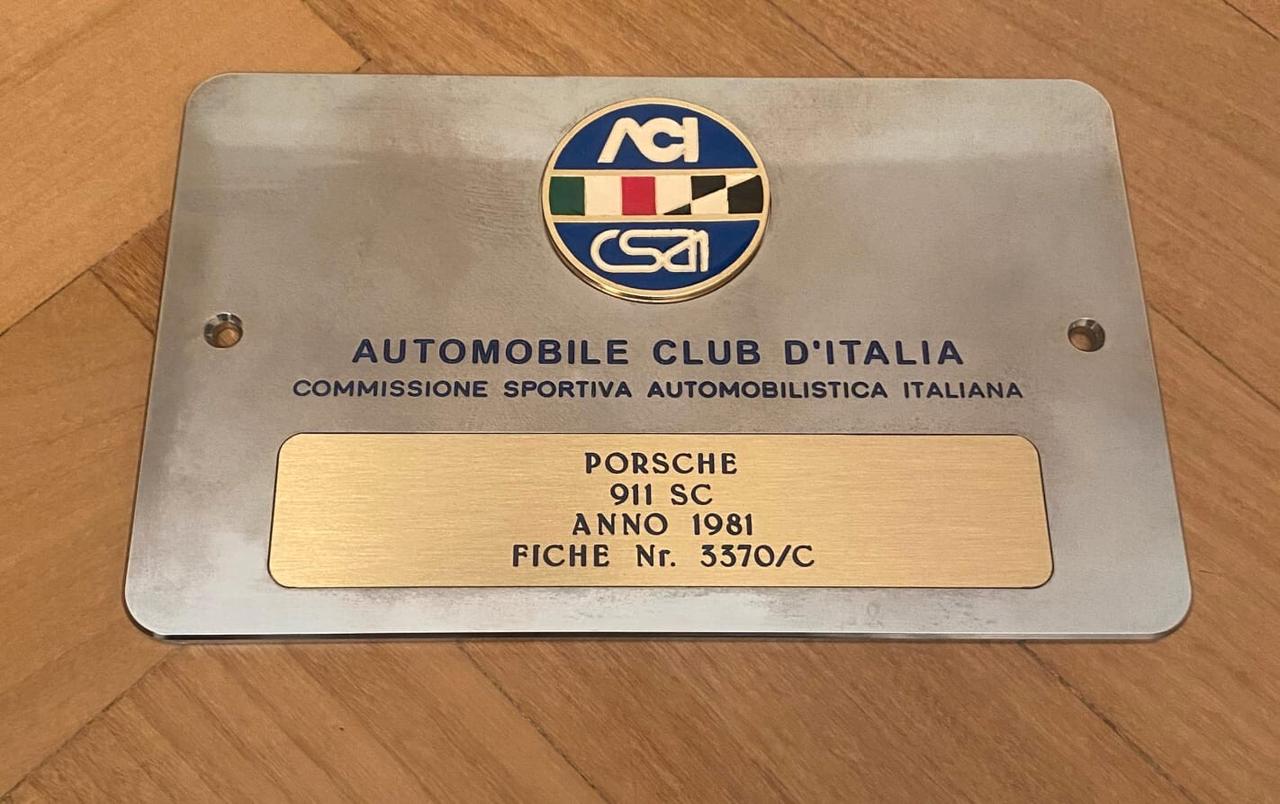 ACI
CSAI
AUTOMOBILE CLUB D'ITALIA
COMMISSIONE SPORTIVA AUTOMOBILISTICA ITALIANA
PORSCHE
911 SC
ANNO 1981
FICHE Nr. 3370/C